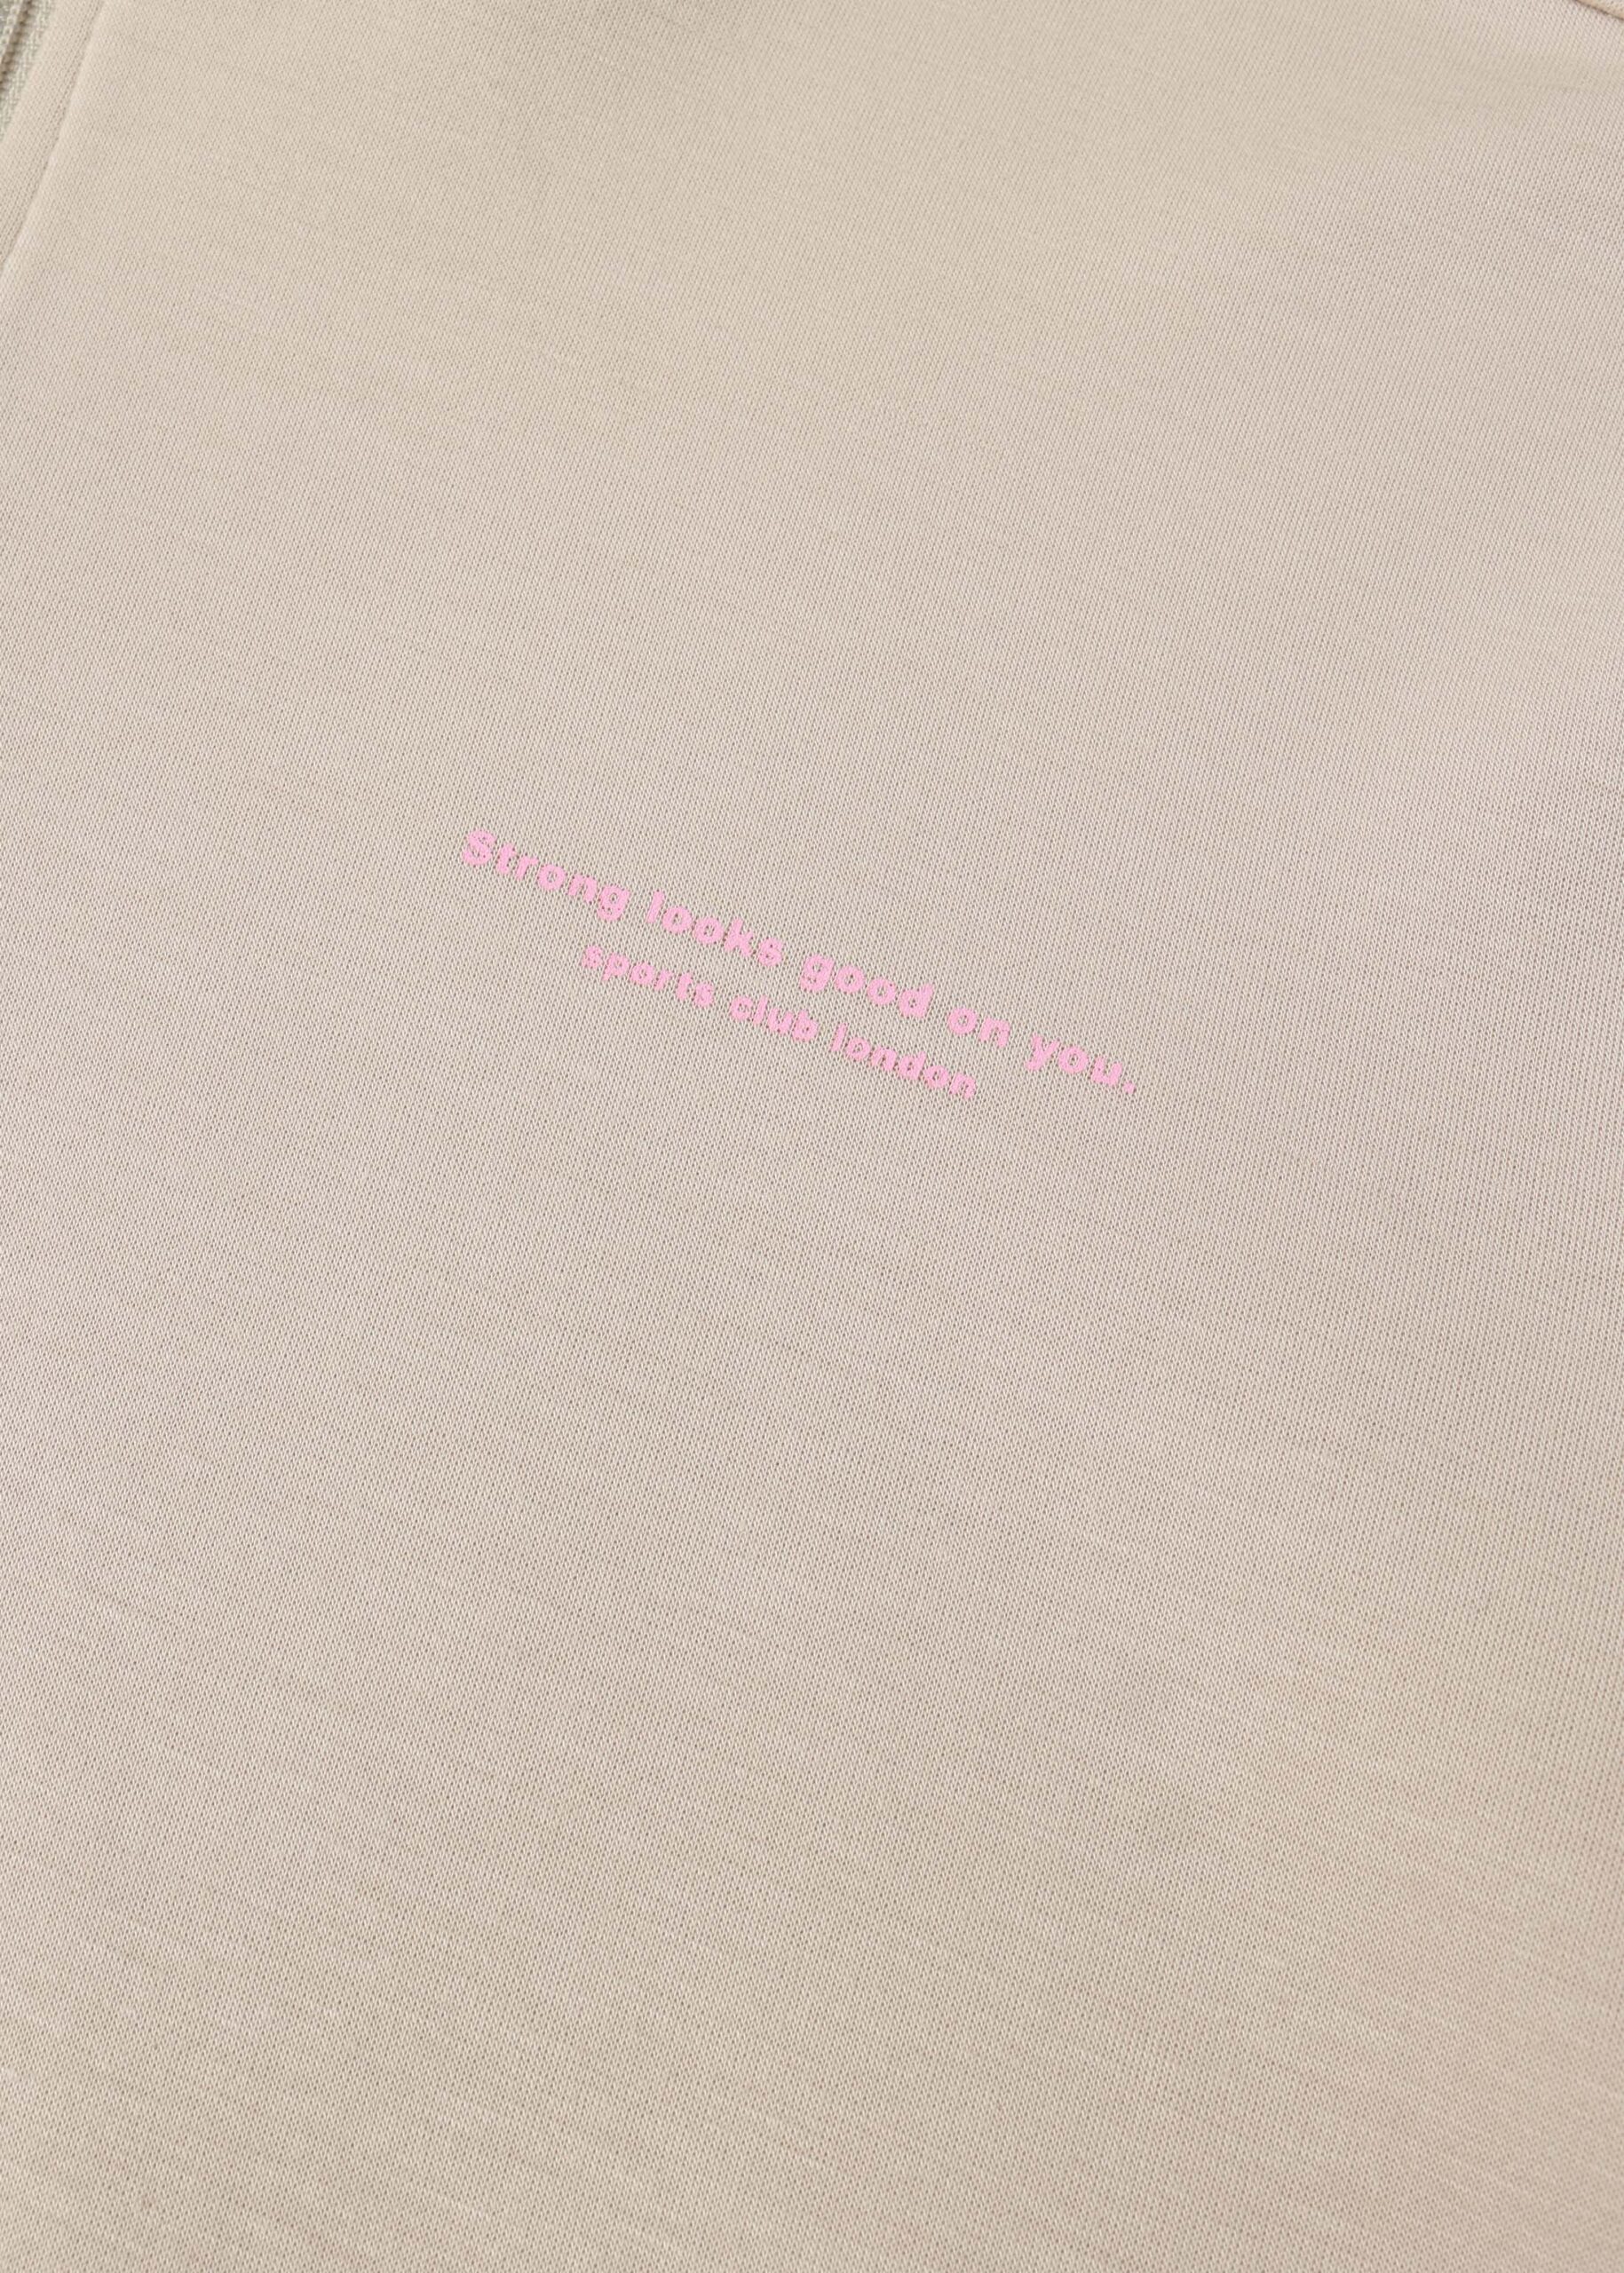 Strong looks good on you.
sports club london